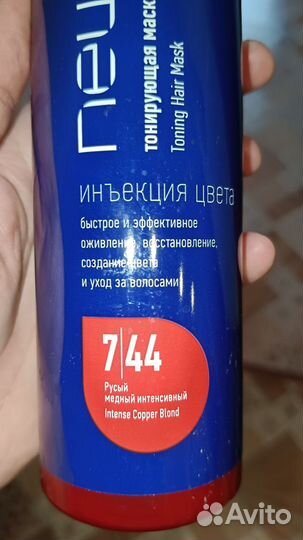 new
тонирующая маск
Toning Hair Mask
инъекция цвета
быстрое и эффективное
оживление, восстановление,
создание цвета
и уход за волосами
7|44
Русый
медный интенсивный
Intense Copper Blond
Avito